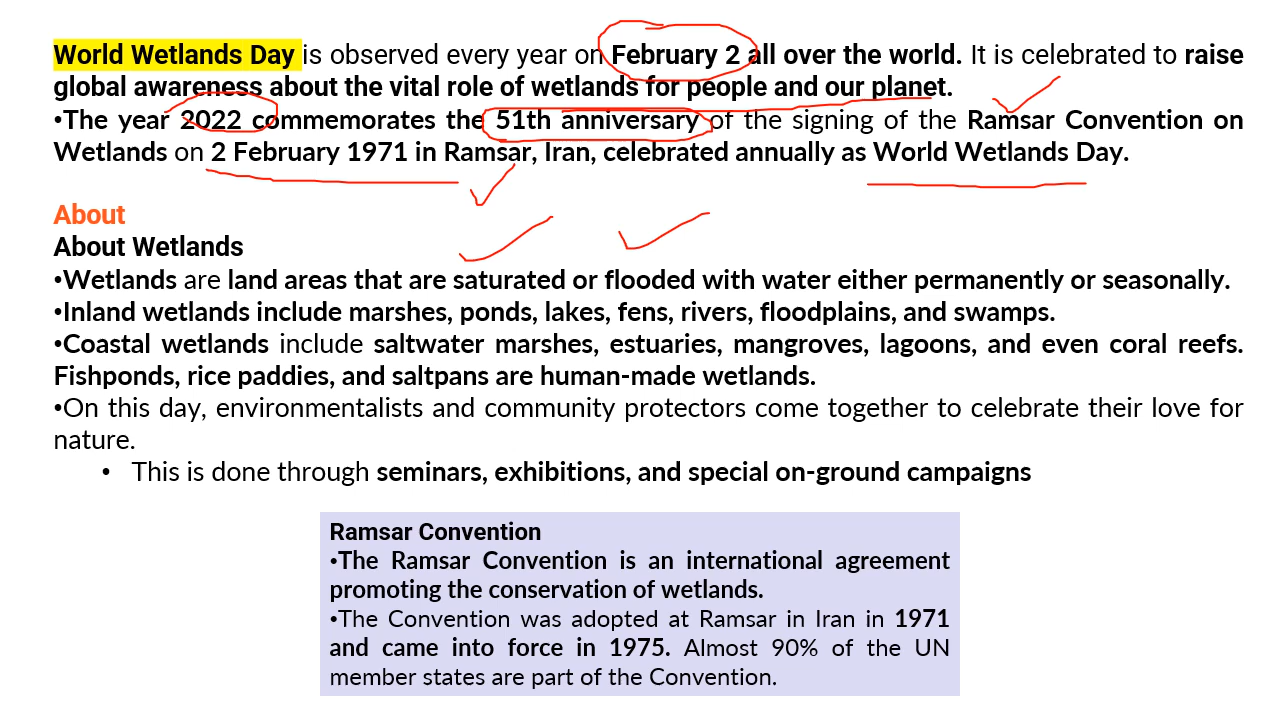 World Wetlands Day is observed every year on February 2 all over the world. It is celebrated to raise
global awareness about the vital role of wetlands for people and our planet.
•The year 2022 commemorates the 51th anniversary of the signing of the Ramsar Convention on
Wetlands on 2 February 1971 in Ramsar, Iran, celebrated annually as World Wetlands Day.
About
About Wetlands
•Wetlands are land areas that are saturated or flooded with water either permanently or seasonally.
•Inland wetlands include marshes, ponds, lakes, fens, rivers, floodplains, and swamps.
•Coastal wetlands include saltwater marshes, estuaries, mangroves, lagoons, and even coral reefs.
Fishponds, rice paddies, and saltpans are human-made wetlands.
•On this day, environmentalists and community protectors come together to celebrate their love for
nature.
• This is done through seminars, exhibitions, and special on-ground campaigns
Ramsar Convention
•The Ramsar Convention is an international agreement
promoting the conservation of wetlands.
•The Convention was adopted at Ramsar in Iran in 1971
and came into force in 1975. Almost 90% of the UN
member states are part of the Convention.